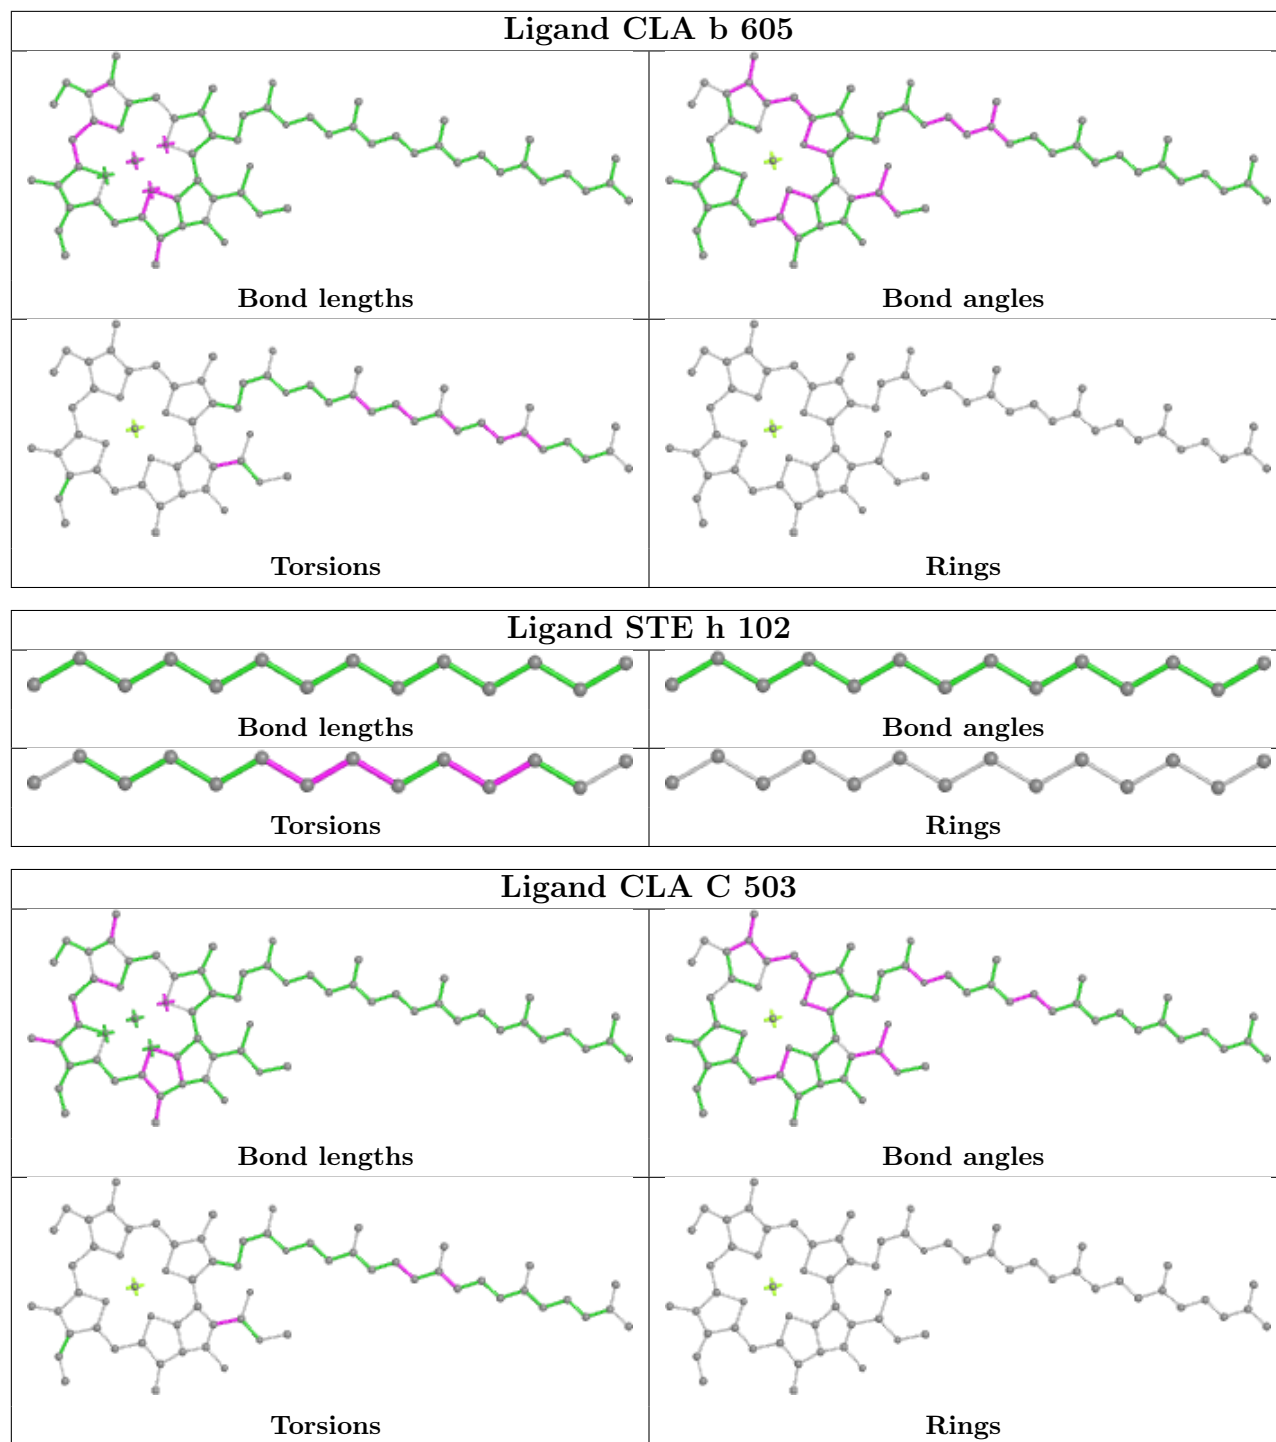 Ligand CLA b 605
Bond lengths
Bond angles
Torsions
Rings
Ligand STE h 102
Bond lengths
Bond angles
Torsions
Rings
Ligand CLA C 503
Bond lengths
Bond angles
Torsions
Rings